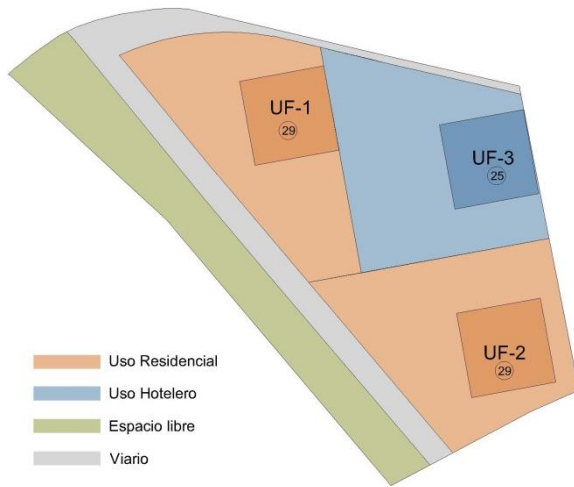 UF-1
29
UF-3
25
UF-2
29
Uso Residencial
Uso Hotelero
Espacio libre
Viario